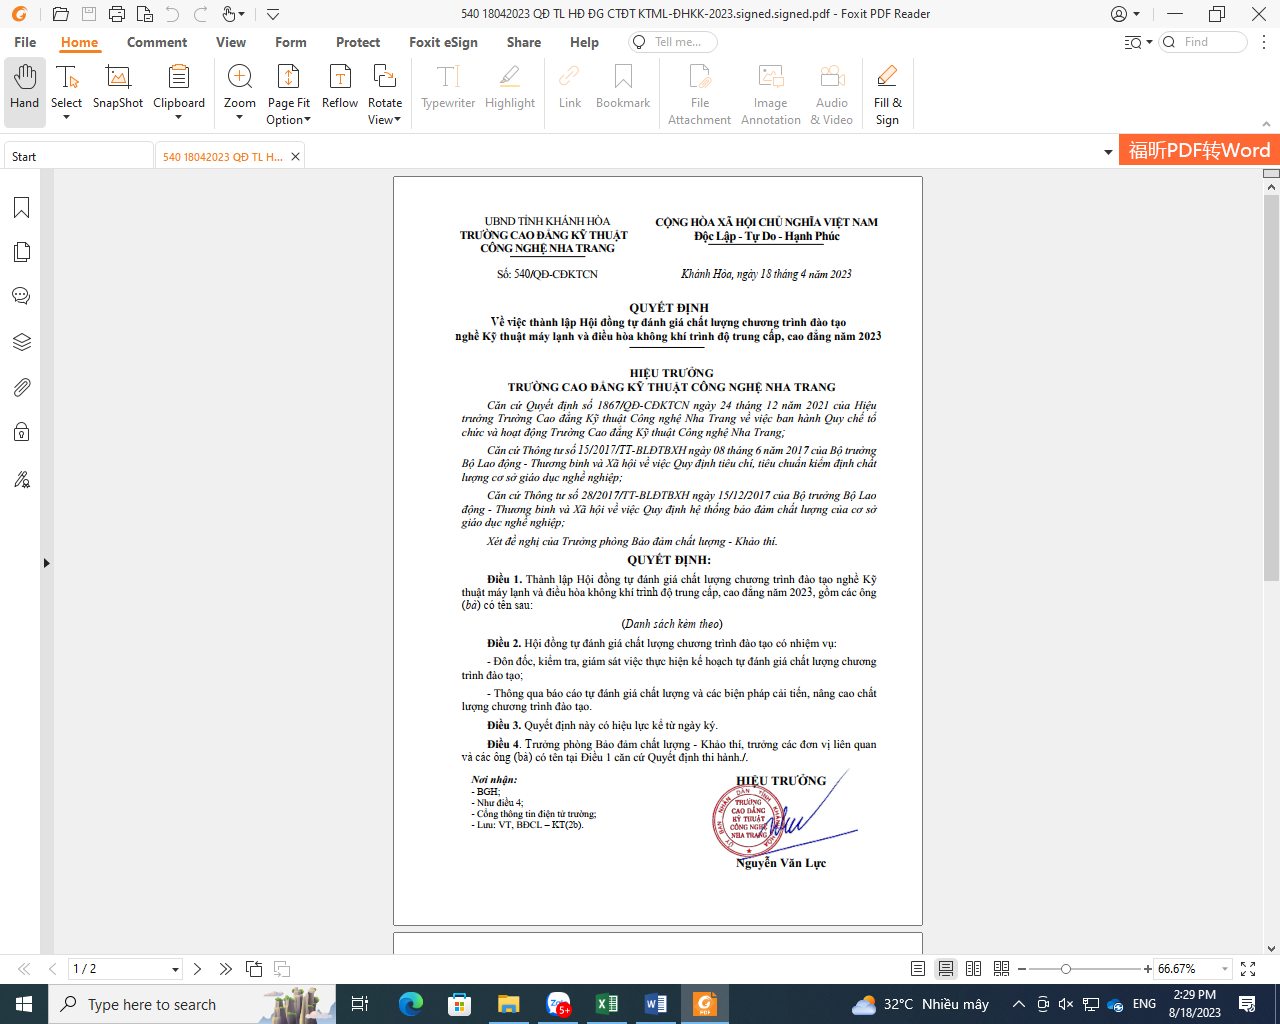 540 18042023 QĐ TL HĐ ĐG CTĐT KTML-ĐHKK-2023.signed.signed.pdf - Foxit PDF Reader
File Home Comment View Form Protect Foxit eSign Share Help Tell me... Find
Hand Select SnapShot Clipboard Zoom Page Fit Option Reflow Rotate View Typewriter Highlight Link Bookmark File Attachment Image Annotation Audio & Video Fill & Sign
Start 540 18042023 QĐ TL H... 福昕PDF转Word
UBND TỈNH KHÁNH HÒA
TRƯỜNG CAO ĐẲNG KỸ THUẬT
CÔNG NGHỆ NHA TRANG
Số: 540/QĐ-CĐKTCN
CỘNG HÒA XÃ HỘI CHỦ NGHĨA VIỆT NAM
Độc Lập - Tự Do - Hạnh Phúc
Khánh Hòa, ngày 18 tháng 4 năm 2023
QUYẾT ĐỊNH
Về việc thành lập Hội đồng tự đánh giá chất lượng chương trình đào tạo
nghề Kỹ thuật máy lạnh và điều hòa không khí trình độ trung cấp, cao đẳng năm 2023
HIỆU TRƯỞNG
TRƯỜNG CAO ĐẲNG KỸ THUẬT CÔNG NGHỆ NHA TRANG
Căn cứ Quyết định số 1867/QĐ-CĐKTCN ngày 24 tháng 12 năm 2021 của Hiệu
trưởng Trường Cao đẳng Kỹ thuật Công nghệ Nha Trang về việc ban hành Quy chế tổ
chức và hoạt động Trường Cao đẳng Kỹ thuật Công nghệ Nha Trang;
Căn cứ Thông tư số 15/2017/TT-BLĐTBXH ngày 08 tháng 6 năm 2017 của Bộ trưởng
Bộ Lao động - Thương binh và Xã hội về việc Quy định tiêu chí, tiêu chuẩn kiểm định chất
lượng cơ sở giáo dục nghề nghiệp;
Căn cứ Thông tư số 28/2017/TT-BLĐTBXH ngày 15/12/2017 của Bộ trưởng Bộ Lao
động - Thương binh và Xã hội về việc Quy định hệ thống bảo đảm chất lượng của cơ sở
giáo dục nghề nghiệp;
Xét đề nghị của Trưởng phòng Bảo đảm chất lượng - Khảo thí.
QUYẾT ĐỊNH:
Điều 1. Thành lập Hội đồng tự đánh giá chất lượng chương trình đào tạo nghề Kỹ
thuật máy lạnh và điều hòa không khí trình độ trung cấp, cao đẳng năm 2023, gồm các ông
(bà) có tên sau:
(Danh sách kèm theo)
Điều 2. Hội đồng tự đánh giá chất lượng chương trình đào tạo có nhiệm vụ:
- Đôn đốc, kiểm tra, giám sát việc thực hiện kế hoạch tự đánh giá chất lượng chương
trình đào tạo;
- Thông qua báo cáo tự đánh giá chất lượng và các biện pháp cải tiến, nâng cao chất
lượng chương trình đào tạo.
Điều 3. Quyết định này có hiệu lực kể từ ngày ký.
Điều 4. Trưởng phòng Bảo đảm chất lượng - Khảo thí, trưởng các đơn vị liên quan
và các ông (bà) có tên tại Điều 1 căn cứ Quyết định thi hành./.
Nơi nhận:
- BGH;
- Như điều 4;
- Cổng thông tin điện tử trường;
- Lưu: VT, BĐCL – KT(2b).
HIỆU TRƯỞNG
ỦY BAN NHÂN DÂN TỈNH KHÁNH HÒA
TRƯỜNG
CAO ĐẲNG
KỸ THUẬT
CÔNG NGHỆ
NHA TRANG
Nguyễn Văn Lực
1 / 2 66.67%
Type here to search 5+ 32°C Nhiều mây ENG 2:29 PM
8/18/2023